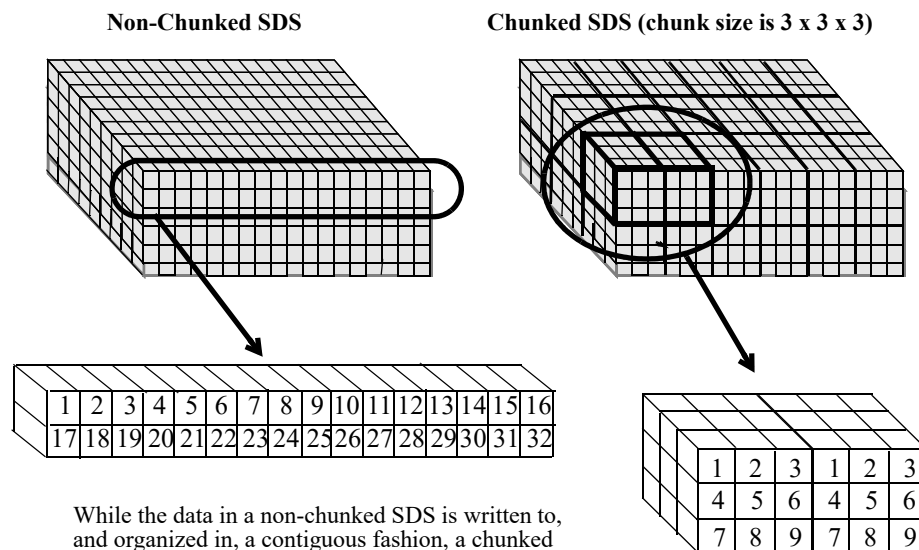 Non-Chunked SDS
Chunked SDS (chunk size is 3 x 3 x 3)
1 2 3 4 5 6 7 8 9 10 11 12 13 14 15 16
17 18 19 20 21 22 23 24 25 26 27 28 29 30 31 32
1 2 3 1 2 3
4 5 6 4 5 6
7 8 9 7 8 9
While the data in a non-chunked SDS is written to,
and organized in, a contiguous fashion, a chunked